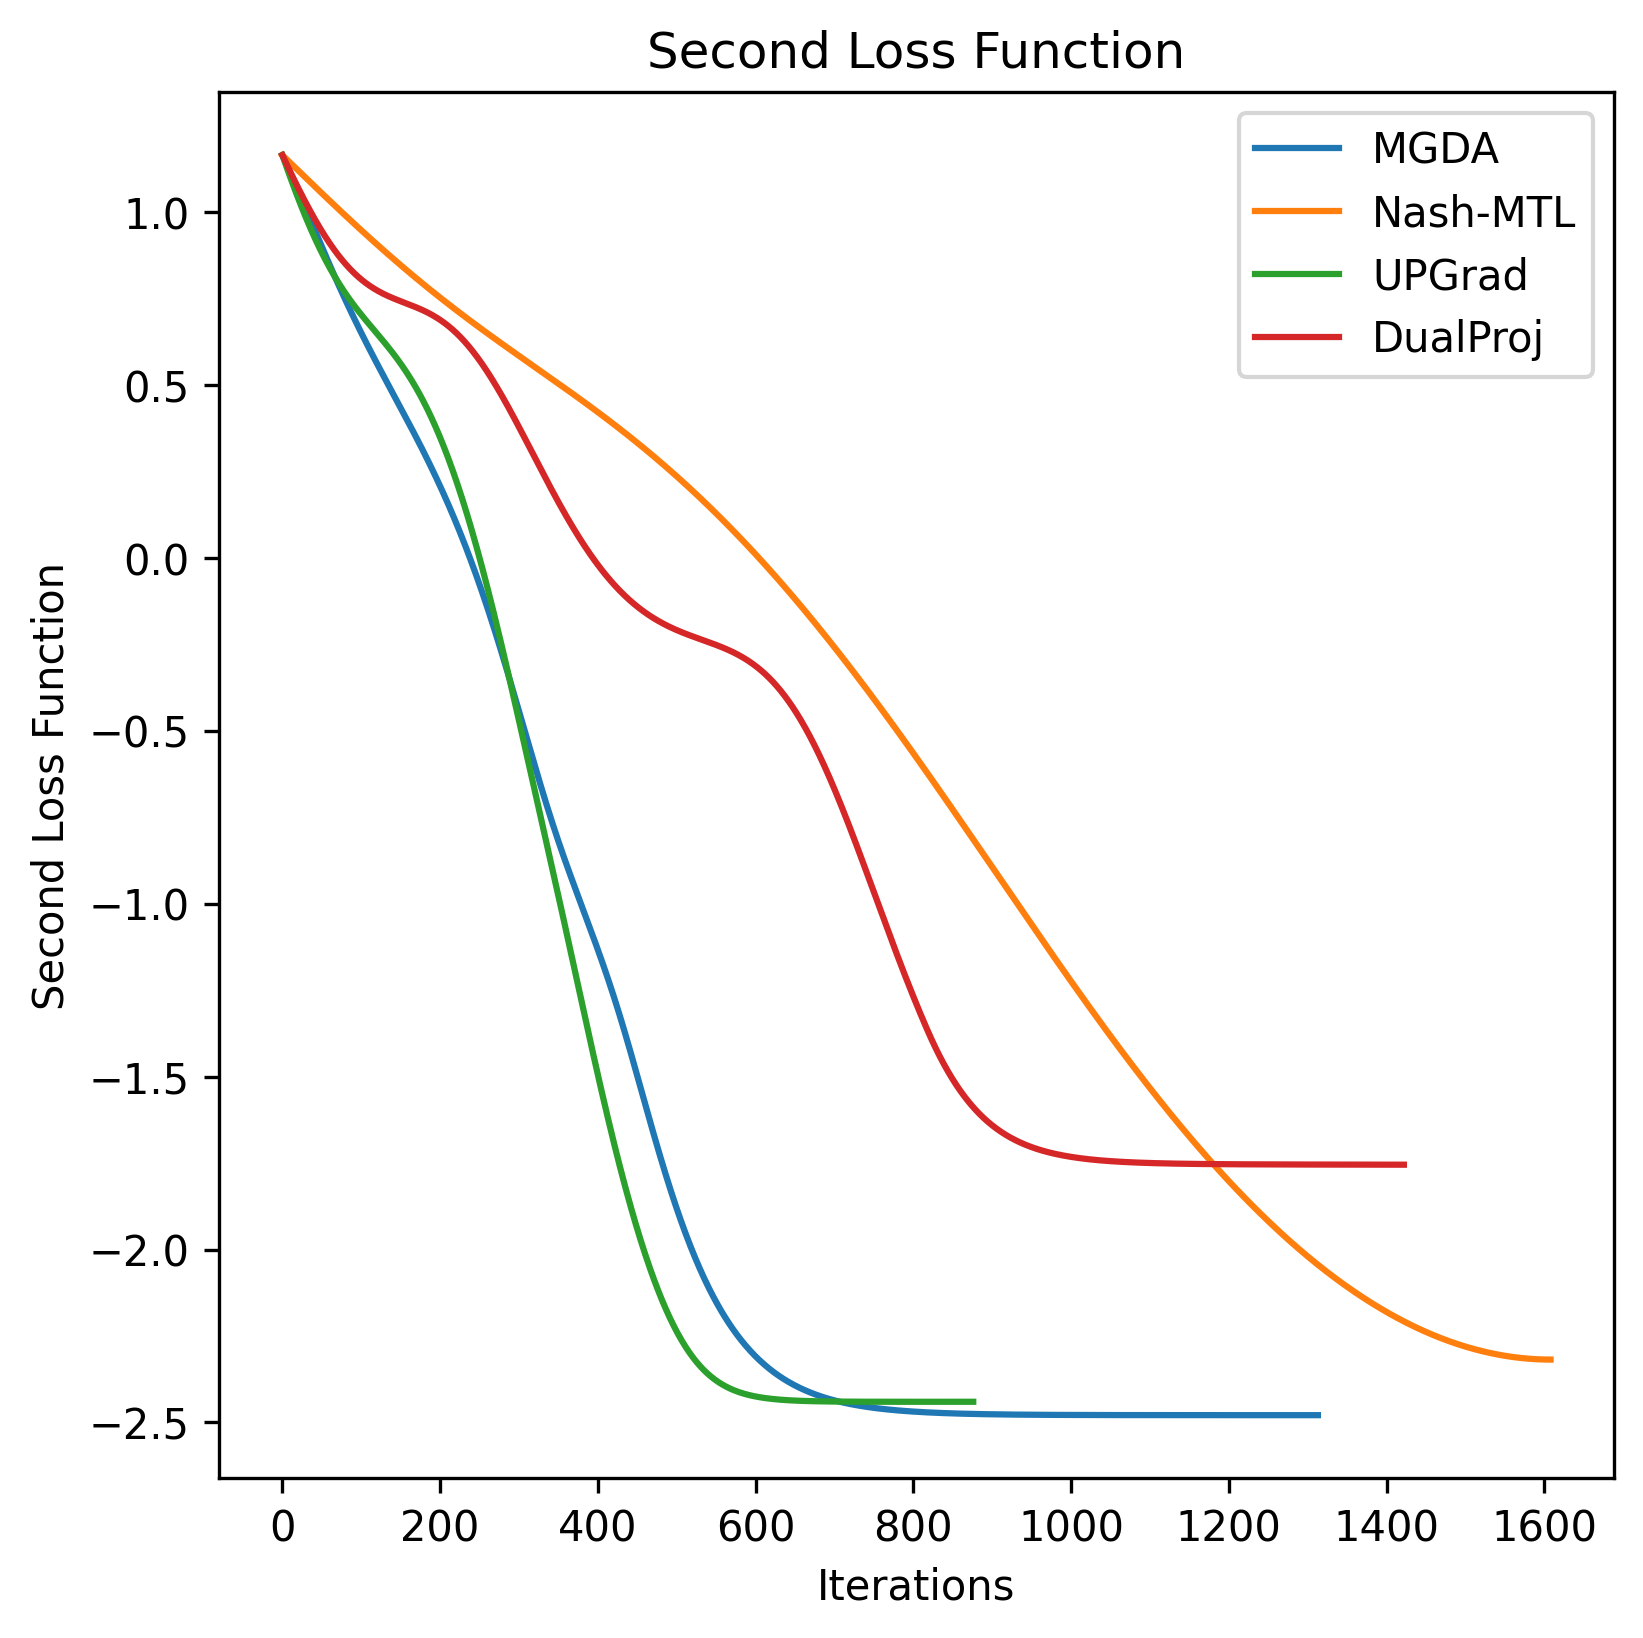 Second Loss Function
MGDA
Nash-MTL
UPGrad
DualProj
Second Loss Function
1.0
0.5
0.0
−0.5
−1.0
−1.5
−2.0
−2.5
0 200 400 600 800 1000 1200 1400 1600
Iterations